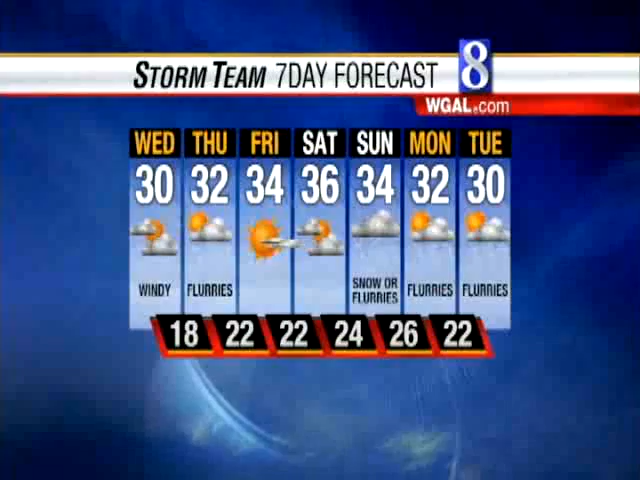 STORM TEAM 7DAY FORECAST 8
WGAL.com
WED THU FRI SAT SUN MON TUE
30 32 34 36 34 32 30
WINDY FLURRIES SNOW OR FLURRIES FLURRIES FLURRIES
18 22 22 24 26 22